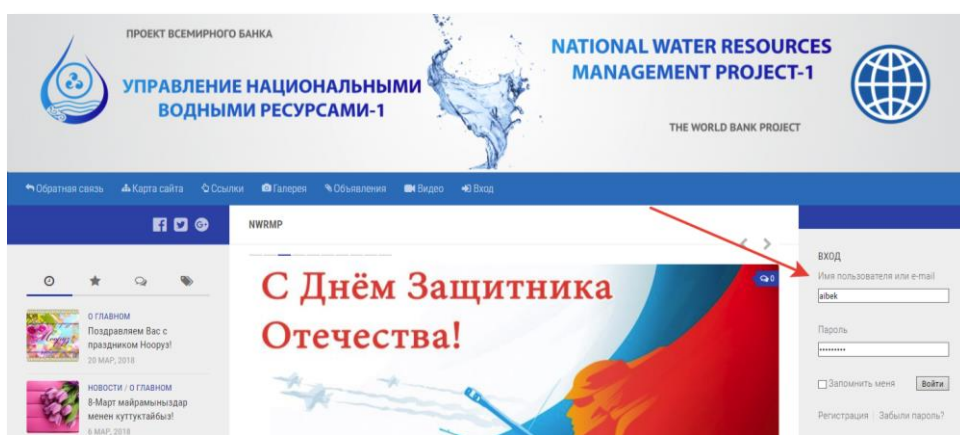 ПРОЕКТ ВСЕМИРНОГО БАНКА
УПРАВЛЕНИЕ НАЦИОНАЛЬНЫМИ
ВОДНЫМИ РЕСУРСАМИ-1
NATIONAL WATER RESOURCES
MANAGEMENT PROJECT-1
THE WORLD BANK PROJECT
Обратная связь Карта сайта Ссылки Галерея Объявления Видео Вход
NWRMP
О ГЛАВНОМ
Поздравляем Вас с
праздником Нооруз!
20 МАР, 2018
НОВОСТИ / О ГЛАВНОМ
8-Март майрамыныздар
менен куттуктайбыз!
6 МАР, 2018
С Днём Защитника
Отечества!
0
ВХОД
Имя пользователя или e-mail
aibek
Пароль
Запомнить меня Войти
Регистрация | Забыли пароль?